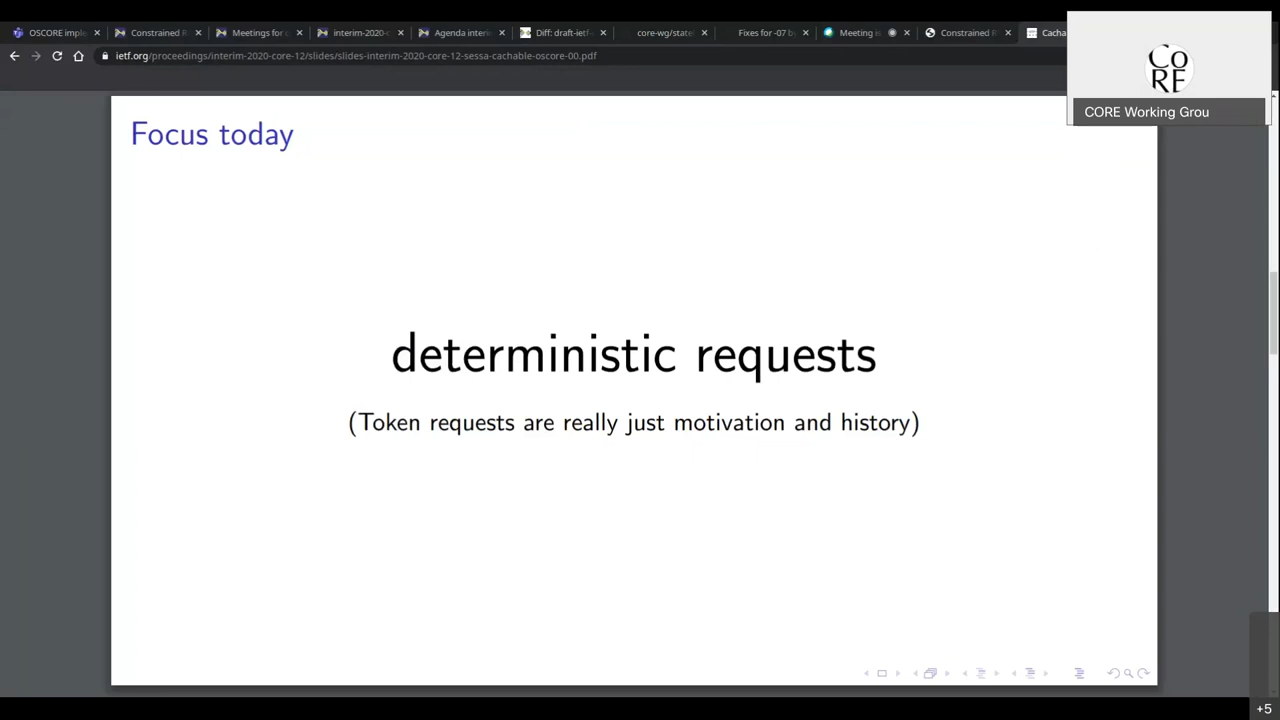 OSCORE imple
Constrained R
Meetings for c
interim-2020-c
Agenda interi
Diff: draft-ietf-
core-wg/state
Fixes for -07 b
Meeting is
Constrained R
Cacha
ietf.org/proceedings/interim-2020-core-12/slides/slides-interim-2020-core-12-sessa-cachable-oscore-00.pdf
CORE
CORE Working Grou
Focus today
deterministic requests
(Token requests are really just motivation and history)
+5